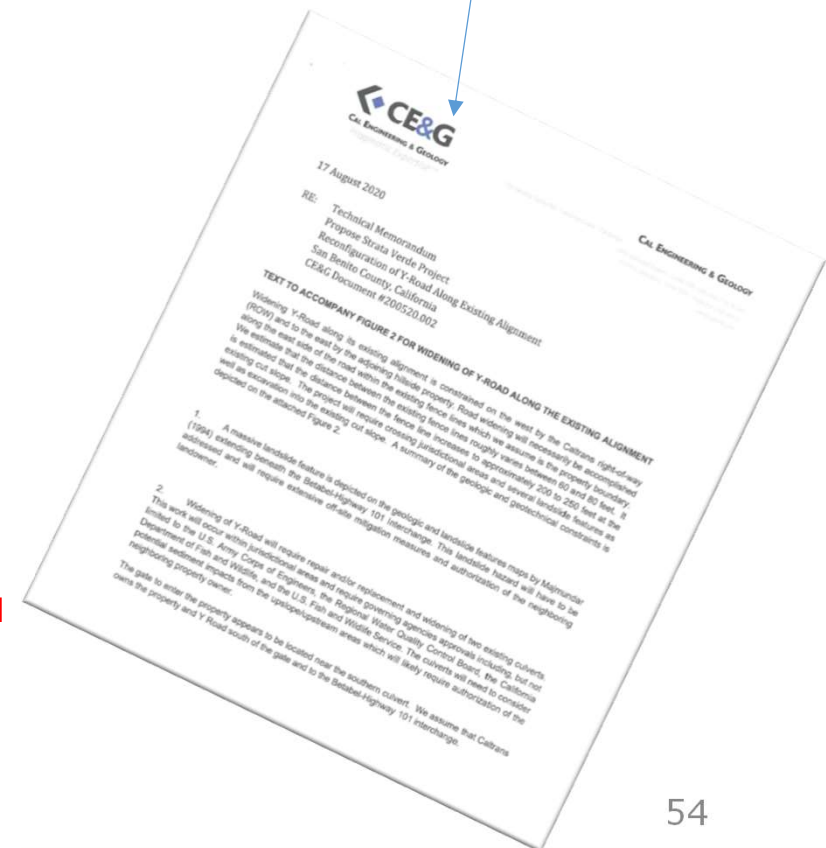 CE&G
CAL ENGINEERING & GEOLOGY
17 August 2020
CAL ENGINEERING & GEOLOGY
RE: Technical Memorandum
Propose Strata Verde Project
Reconfiguration of Y-Road Along Existing Alignment
San Benito County, California
CE&G Document #200520.002
TEXT TO ACCOMPANY FIGURE 2 FOR WIDENING OF Y-ROAD ALONG THE EXISTING ALIGNMENT
Widening Y-Road along its existing alignment is constrained on the west by the Caltrans right-of-way
(ROW) and to the east by the adjoining hillside property. Road widening will necessarily be accomplished
along the east side of the road within the existing fence lines which we assume is the property boundary.
We estimate that the distance between the existing fence lines roughly varies between 60 and 80 feet. It
is estimated that the distance between the fence line increases to approximately 200 to 250 feet at the
existing cut slope. The project will require crossing jurisdictional areas and several landslide features as
well as excavation into the existing cut slope. A summary of the geologic and geotechnical constraints is
depicted on the attached Figure 2.
1. A massive landslide feature is depicted on the geologic and landslide features maps by Majmundar
(1994) extending beneath the Betabel-Highway 101 Interchange. This landslide hazard will have to be
addressed and will require extensive off-site mitigation measures and authorization of the neighboring
landowner.
2. Widening of Y-Road will require repair and/or replacement and widening of two existing culverts.
This work will occur within jurisdictional areas and require governing agencies approvals including, but not
limited to the U.S. Army Corps of Engineers, the Regional Water Quality Control Board, the California
Department of Fish and Wildlife, and the U.S. Fish and Wildlife Service. The culverts will need to consider
potential sediment impacts from the upslope/upstream areas which will likely require authorization of the
neighboring property owner.
The gate to enter the property appears to be located near the southern culvert. We assume that Caltrans
owns the property and Y Road south of the gate and to the Betabel-Highway 101 interchange.
54